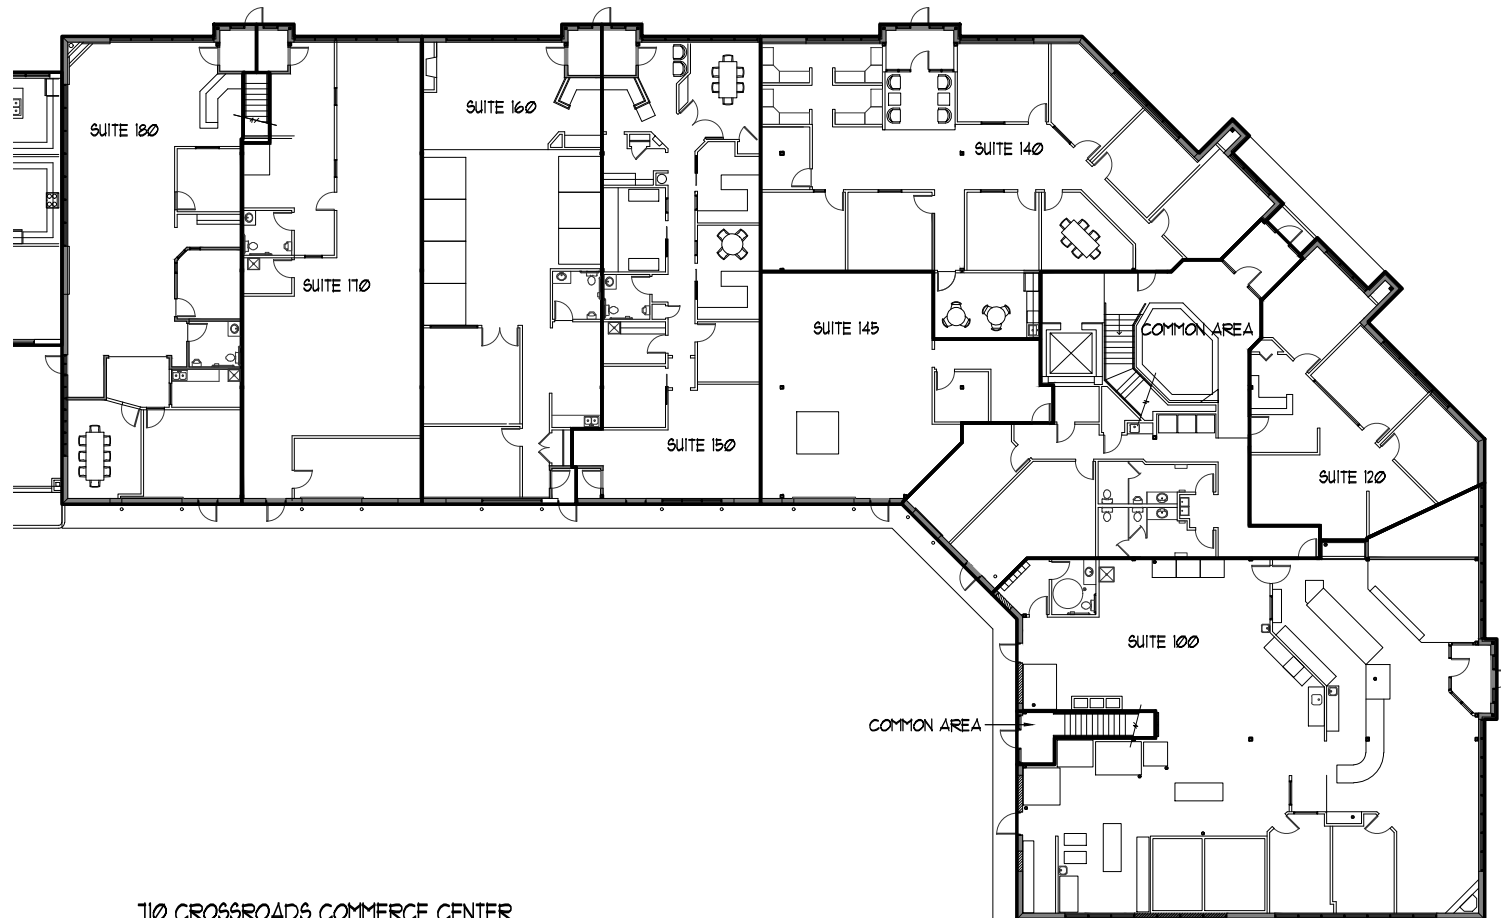 SUITE 180
SUITE 160
SUITE 140
SUITE 170
SUITE 145
COMMON AREA
SUITE 150
SUITE 120
SUITE 100
COMMON AREA
710 CROSSROADS COMMERCE CENTER